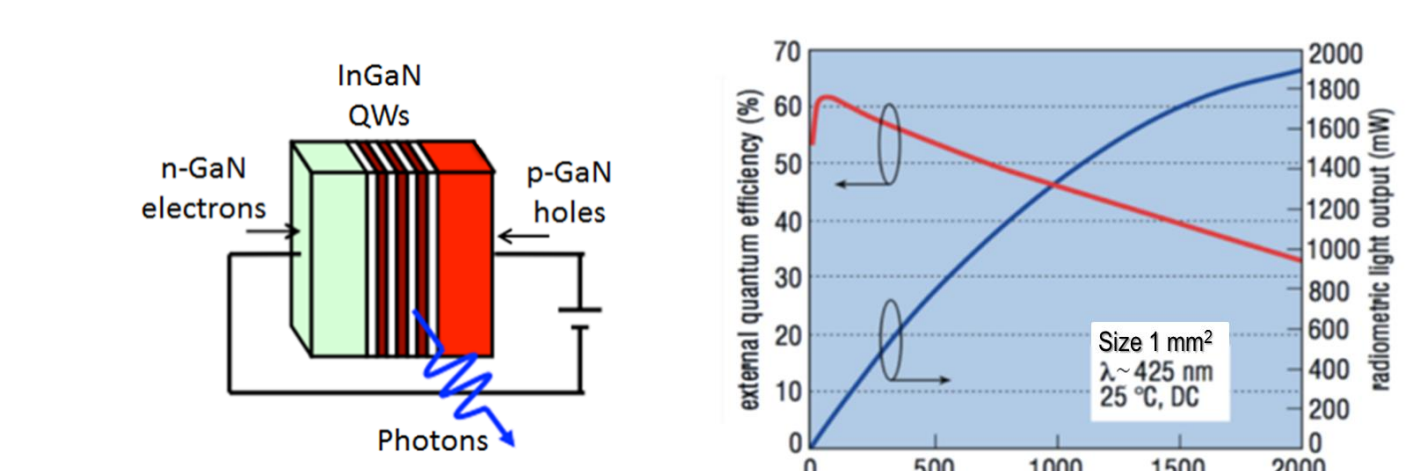 InGaN
QWs
n-GaN
electrons
p-GaN
holes
Photons
external quantum efficiency (%)
70
60
50
40
30
20
10
0
2000
1800
1600
1400
1200
1000
800
600
400
200
0
radiometric light output (mW)
Size 1 mm²
λ~ 425 nm
25 °C, DC
0 500 1000 1500 2000